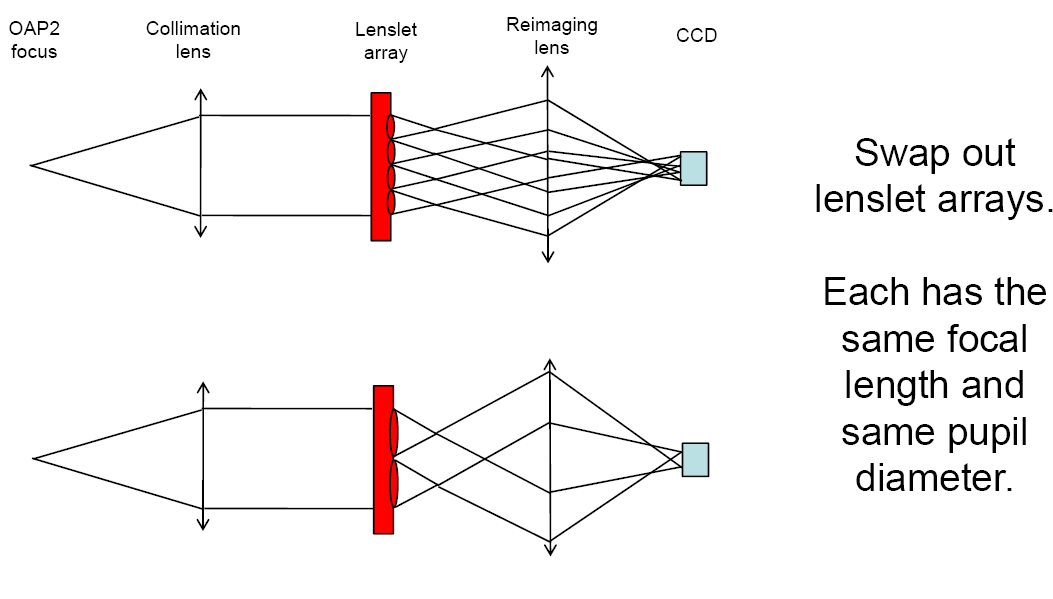 OAP2
focus
Collimation
lens
Lenslet
array
Reimaging
lens
CCD
Swap out
lenslet arrays.
Each has the
same focal
length and
same pupil
diameter.